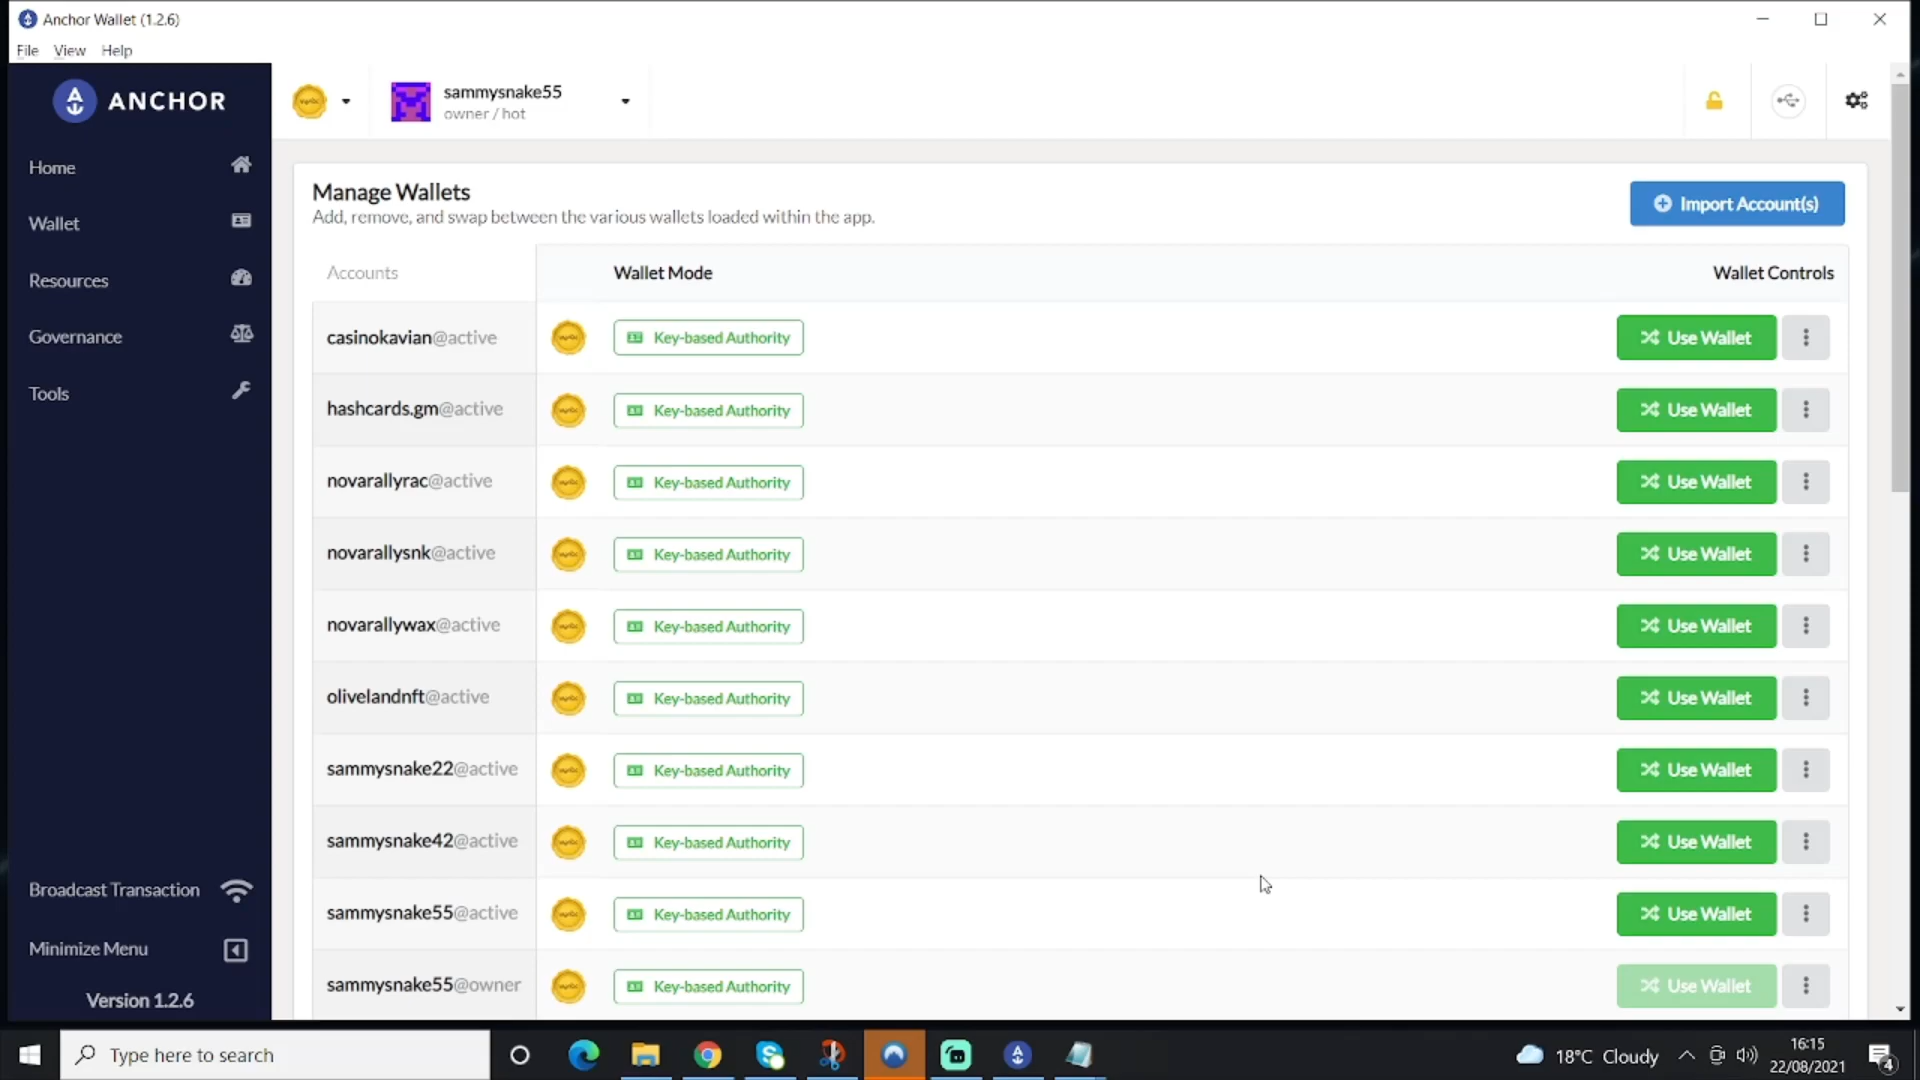 Anchor Wallet (1.2.6)
File View Help
ANCHOR
sammysnake55
owner / hot
Home
Wallet
Resources
Governance
Tools
Broadcast Transaction
Minimize Menu
Version 1.2.6
Manage Wallets
Add, remove, and swap between the various wallets loaded within the app.
Import Account(s)
Accounts Wallet Mode Wallet Controls
casinokavian@active Key-based Authority Use Wallet
hashcards.gm@active Key-based Authority Use Wallet
novarallyrac@active Key-based Authority Use Wallet
novarallysnk@active Key-based Authority Use Wallet
novarallywax@active Key-based Authority Use Wallet
olivelandnft@active Key-based Authority Use Wallet
sammysnake22@active Key-based Authority Use Wallet
sammysnake42@active Key-based Authority Use Wallet
sammysnake55@active Key-based Authority Use Wallet
sammysnake55@owner Key-based Authority Use Wallet
Type here to search
18°C Cloudy
16:15
22/08/2021
4